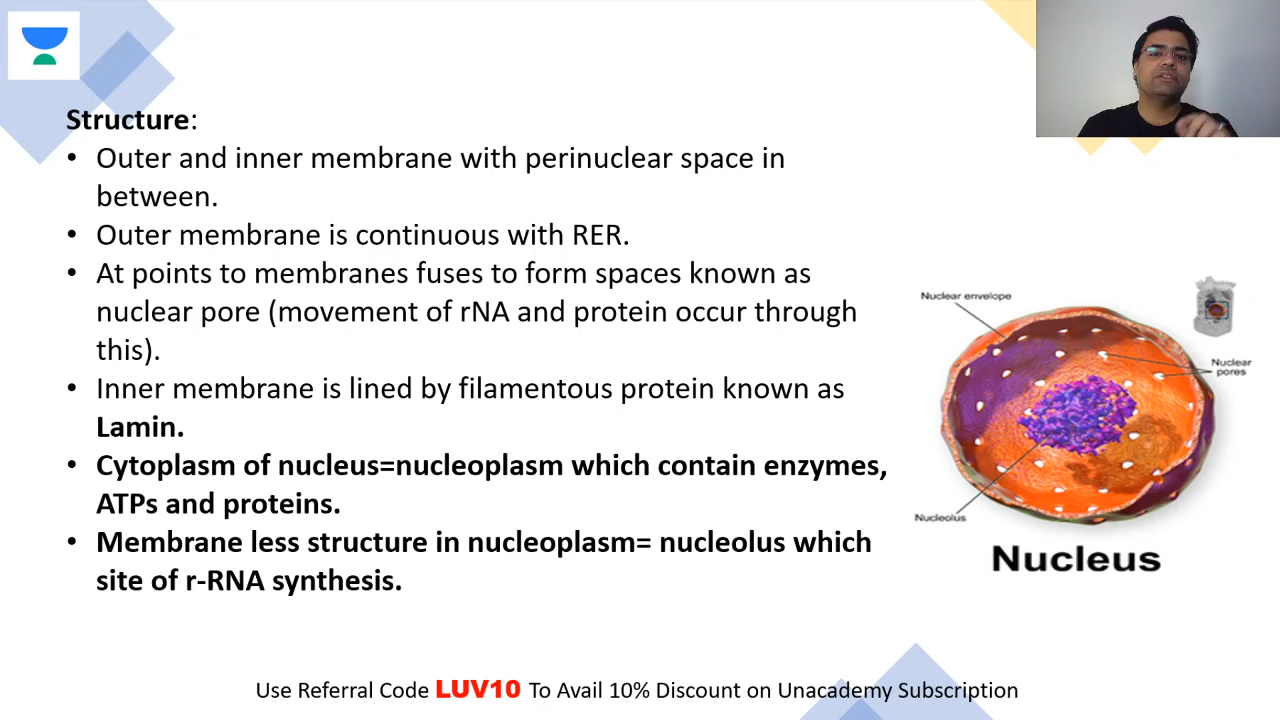 Structure:
• Outer and inner membrane with perinuclear space in
between.
• Outer membrane is continuous with RER.
• At points to membranes fuses to form spaces known as
nuclear pore (movement of rNA and protein occur through
this).
• Inner membrane is lined by filamentous protein known as
Lamin.
• Cytoplasm of nucleus=nucleoplasm which contain enzymes,
ATPs and proteins.
• Membrane less structure in nucleoplasm= nucleolus which
site of r-RNA synthesis.
Nuclear envelope
Nuclear
pores
Nucleolus
Nucleus
Use Referral Code LUV10 To Avail 10% Discount on Unacademy Subscription